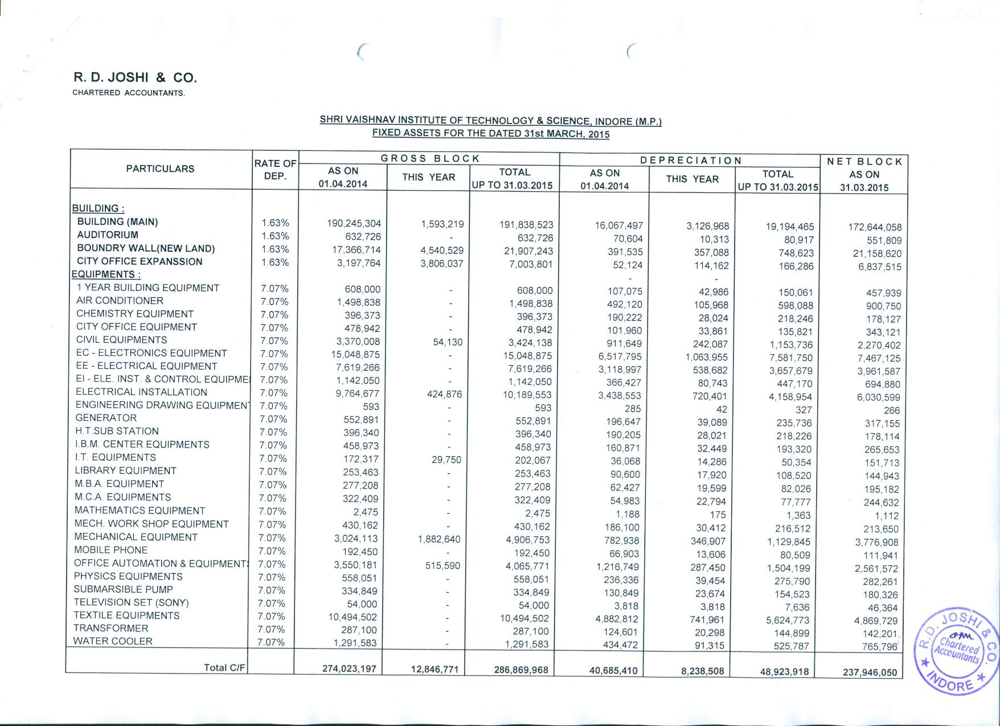 R. D. JOSHI & CO.
CHARTERED ACCOUNTANTS.
SHRI VAISHNAV INSTITUTE OF TECHNOLOGY & SCIENCE, INDORE (M.P.)
FIXED ASSETS FOR THE DATED 31st MARCH, 2015
PARTICULARS RATE OF DEP. GROSS BLOCK DEPRECIATION NET BLOCK
AS ON 01.04.2014 THIS YEAR TOTAL UP TO 31.03.2015 AS ON 01.04.2014 THIS YEAR TOTAL UP TO 31.03.2015 AS ON 31.03.2015
BUILDING :
BUILDING (MAIN) 1.63% 190,245,304 1,593,219 191,838,523 16,067,497 3,126,968 19,194,465 172,644,058
AUDITORIUM 1.63% 632,726 - 632,726 70,604 10,313 80,917 551,809
BOUNDRY WALL(NEW LAND) 1.63% 17,366,714 4,540,529 21,907,243 391,535 357,088 748,623 21,158,620
CITY OFFICE EXPANSSION 1.63% 3,197,764 3,806,037 7,003,801 52,124 114,162 166,286 6,837,515
EQUIPMENTS : - -
1 YEAR BUILDING EQUIPMENT 7.07% 608,000 - 608,000 107,075 42,986 150,061 457,939
AIR CONDITIONER 7.07% 1,498,838 - 1,498,838 492,120 105,968 598,088 900,750
CHEMISTRY EQUIPMENT 7.07% 396,373 - 396,373 190,222 28,024 218,246 178,127
CITY OFFICE EQUIPMENT 7.07% 478,942 - 478,942 101,960 33,861 135,821 343,121
CIVIL EQUIPMENTS 7.07% 3,370,008 54,130 3,424,138 911,649 242,087 1,153,736 2,270,402
EC - ELECTRONICS EQUIPMENT 7.07% 15,048,875 - 15,048,875 6,517,795 1,063,955 7,581,750 7,467,125
EE - ELECTRICAL EQUIPMENT 7.07% 7,619,266 - 7,619,266 3,118,997 538,682 3,657,679 3,961,587
EI - ELE. INST. & CONTROL EQUIPME 7.07% 1,142,050 - 1,142,050 366,427 80,743 447,170 694,880
ELECTRICAL INSTALLATION 7.07% 9,764,677 424,876 10,189,553 3,438,553 720,401 4,158,954 6,030,599
ENGINEERING DRAWING EQUIPMENT 7.07% 593 - 593 285 42 327 266
GENERATOR 7.07% 552,891 - 552,891 196,647 39,089 235,736 317,155
H.T.SUB STATION 7.07% 396,340 - 396,340 190,205 28,021 218,226 178,114
I.B.M. CENTER EQUIPMENTS 7.07% 458,973 - 458,973 160,871 32,449 193,320 265,653
I.T. EQUIPMENTS 7.07% 172,317 29,750 202,067 36,068 14,286 50,354 151,713
LIBRARY EQUIPMENT 7.07% 253,463 - 253,463 90,600 17,920 108,520 144,943
M.B.A. EQUIPMENT 7.07% 277,208 - 277,208 62,427 19,599 82,026 195,182
M.C.A. EQUIPMENTS 7.07% 322,409 - 322,409 54,983 22,794 77,777 244,632
MATHEMATICS EQUIPMENT 7.07% 2,475 - 2,475 1,188 175 1,363 1,112
MECH. WORK SHOP EQUIPMENT 7.07% 430,162 - 430,162 186,100 30,412 216,512 213,650
MECHANICAL EQUIPMENT 7.07% 3,024,113 1,882,640 4,906,753 782,938 346,907 1,129,845 3,776,908
MOBILE PHONE 7.07% 192,450 - 192,450 66,903 13,606 80,509 111,941
OFFICE AUTOMATION & EQUIPMENTS 7.07% 3,550,181 515,590 4,065,771 1,216,749 287,450 1,504,199 2,561,572
PHYSICS EQUIPMENTS 7.07% 558,051 - 558,051 236,336 39,454 275,790 282,261
SUBMARSIBLE PUMP 7.07% 334,849 - 334,849 130,849 23,674 154,523 180,326
TELEVISION SET (SONY) 7.07% 54,000 - 54,000 3,818 3,818 7,636 46,364
TEXTILE EQUIPMENTS 7.07% 10,494,502 - 10,494,502 4,882,812 741,961 5,624,773 4,869,729
TRANSFORMER 7.07% 287,100 - 287,100 124,601 20,298 144,899 142,201
WATER COOLER 7.07% 1,291,583 - 1,291,583 434,472 91,315 525,787 765,796
Total C/F 274,023,197 12,846,771 286,869,968 40,685,410 8,238,508 48,923,918 237,946,050
R.D. JOSHI & CO.
Chartered
Accountants
★ INDORE ★